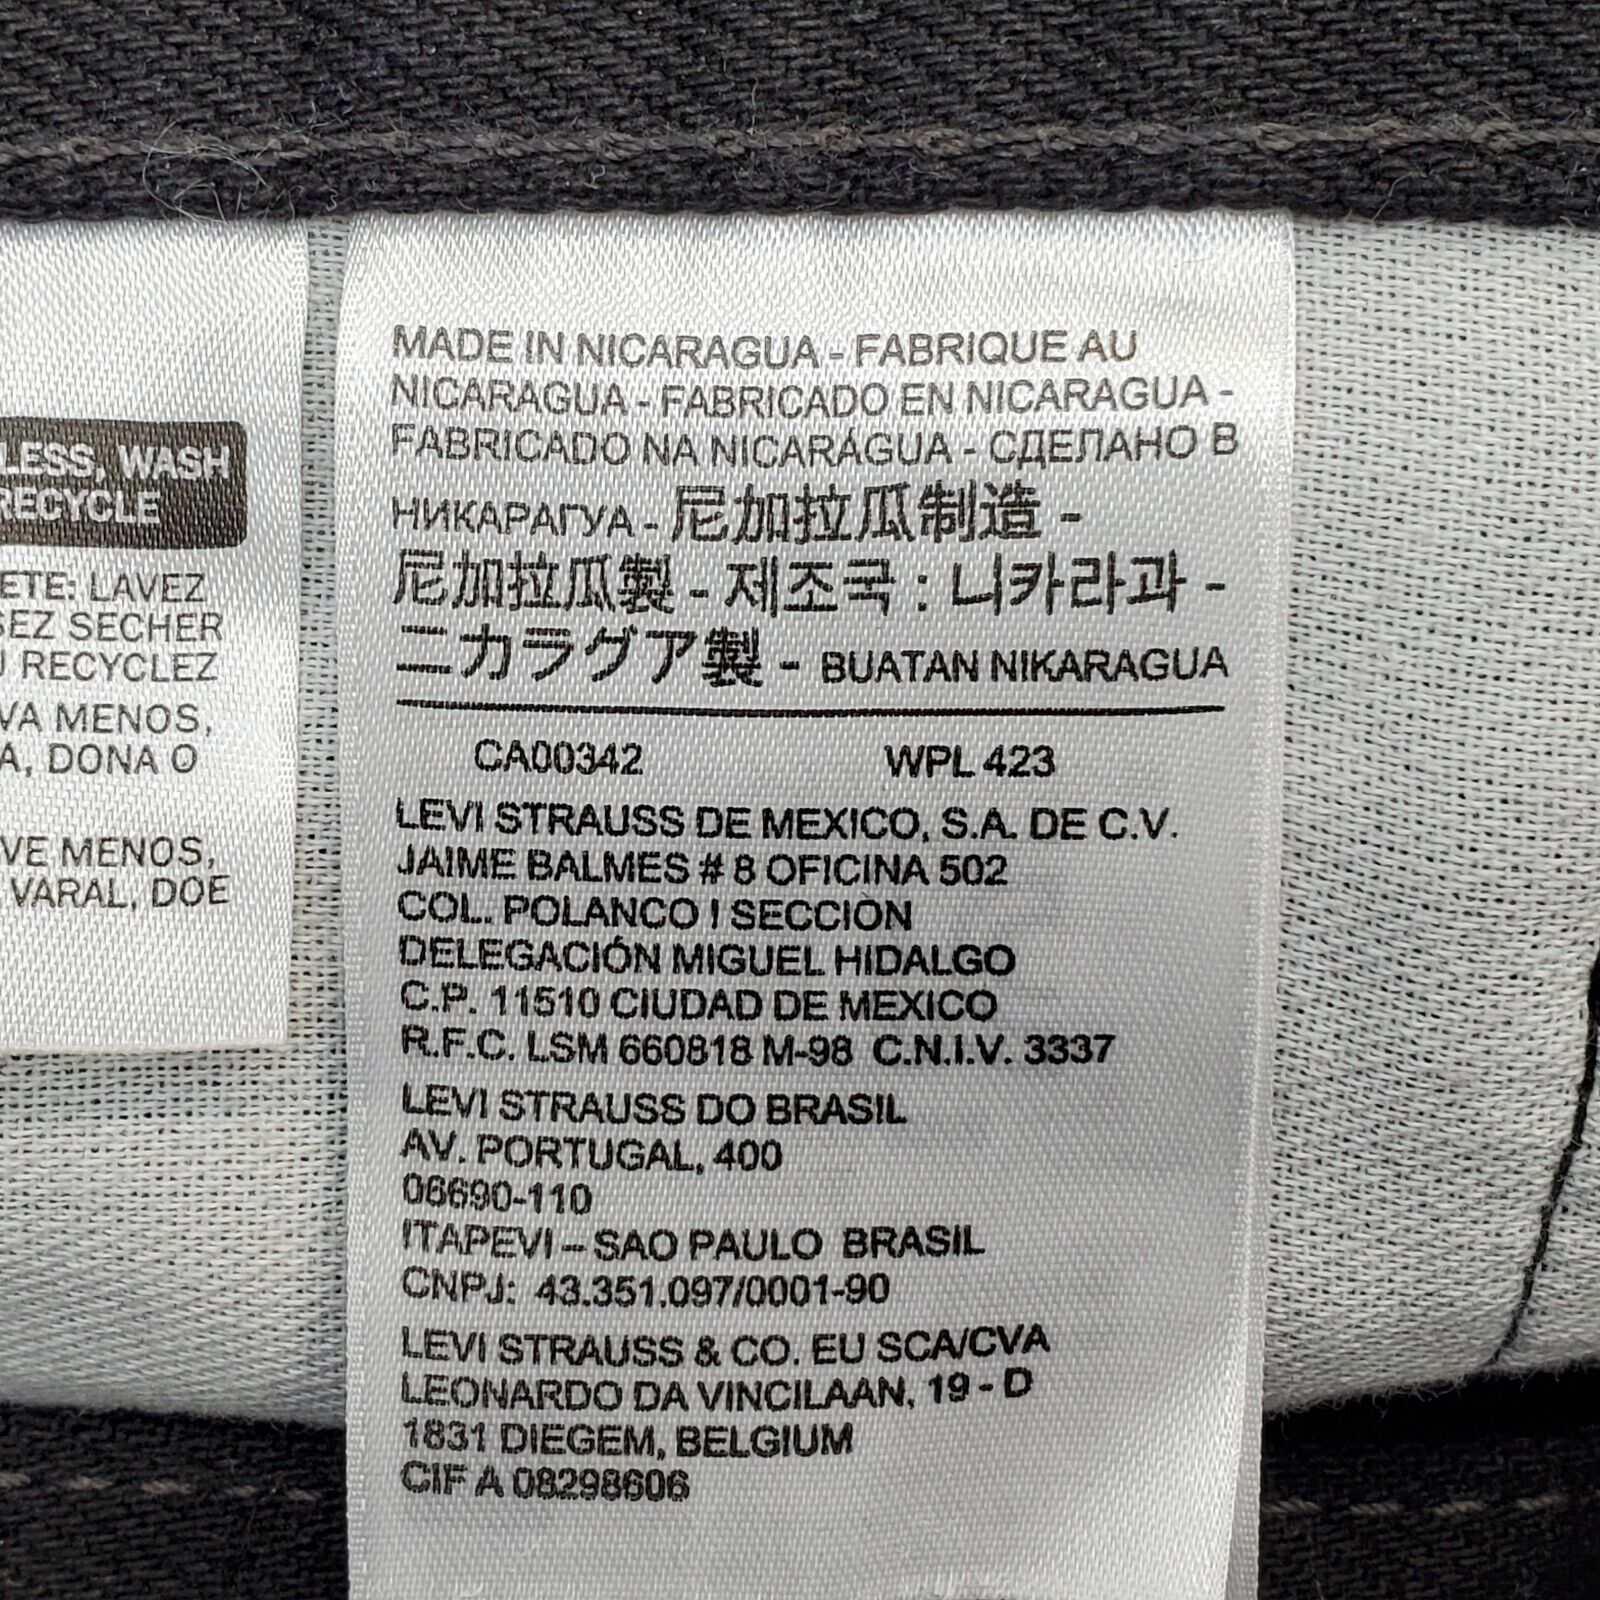 LESS, WASH
RECYCLE
ETE: LAVEZ
SEZ SECHER
U RECYCLEZ
VA MENOS,
A, DONA O
VE MENOS,
VARAL, DOE
MADE IN NICARAGUA - FABRIQUE AU
NICARAGUA - FABRICADO EN NICARAGUA -
FABRICADO NA NICARÁGUA - СДЕЛАНО В
НИКАРАГУА - 尼加拉瓜制造 -
尼加拉瓜製 - 제조국 : 니카라과 -
ニカラグア製 - BUATAN NIKARAGUA
CA00342 WPL 423
LEVI STRAUSS DE MEXICO, S.A. DE C.V.
JAIME BALMES # 8 OFICINA 502
COL. POLANCO I SECCIÓN
DELEGACIÓN MIGUEL HIDALGO
C.P. 11510 CIUDAD DE MEXICO
R.F.C. LSM 660818 M-98 C.N.I.V. 3337
LEVI STRAUSS DO BRASIL
AV. PORTUGAL, 400
06690-110
ITAPEVI – SAO PAULO BRASIL
CNPJ: 43.351.097/0001-90
LEVI STRAUSS & CO. EU SCA/CVA
LEONARDO DA VINCILAAN, 19 - D
1831 DIEGEM, BELGIUM
CIF A 08298606